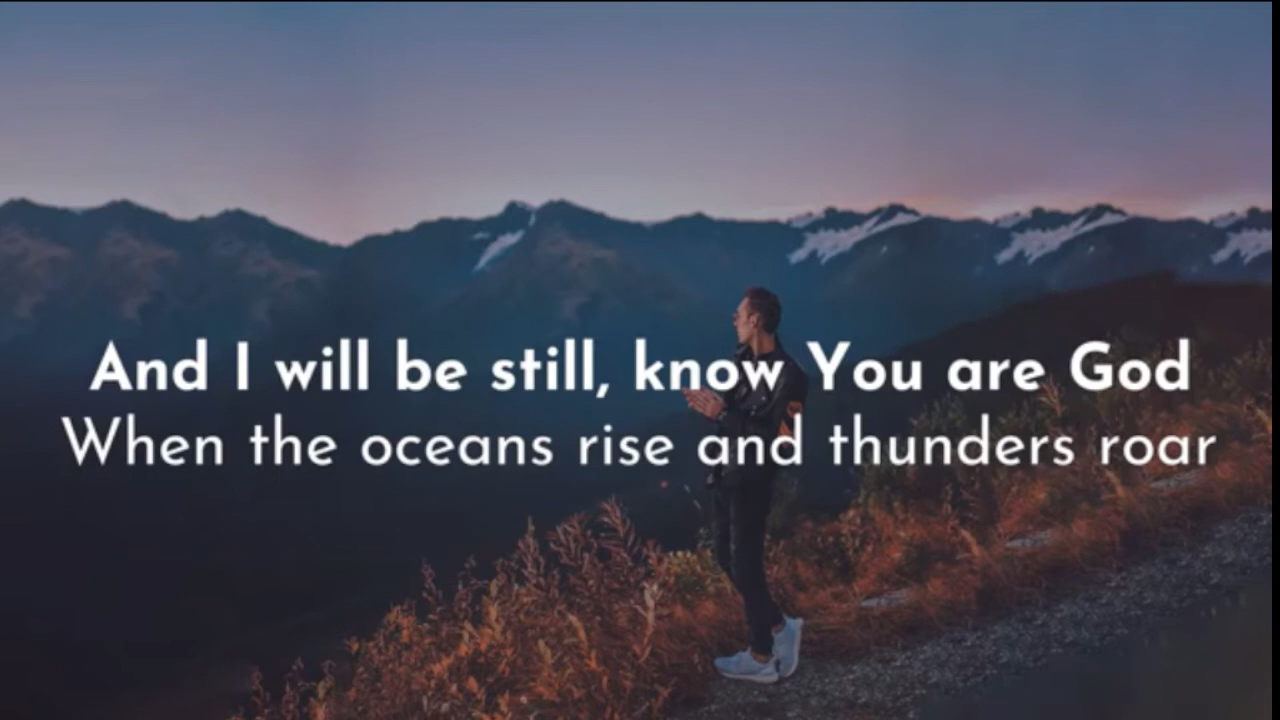 And I will be still, know You are God
When the oceans rise and thunders roar